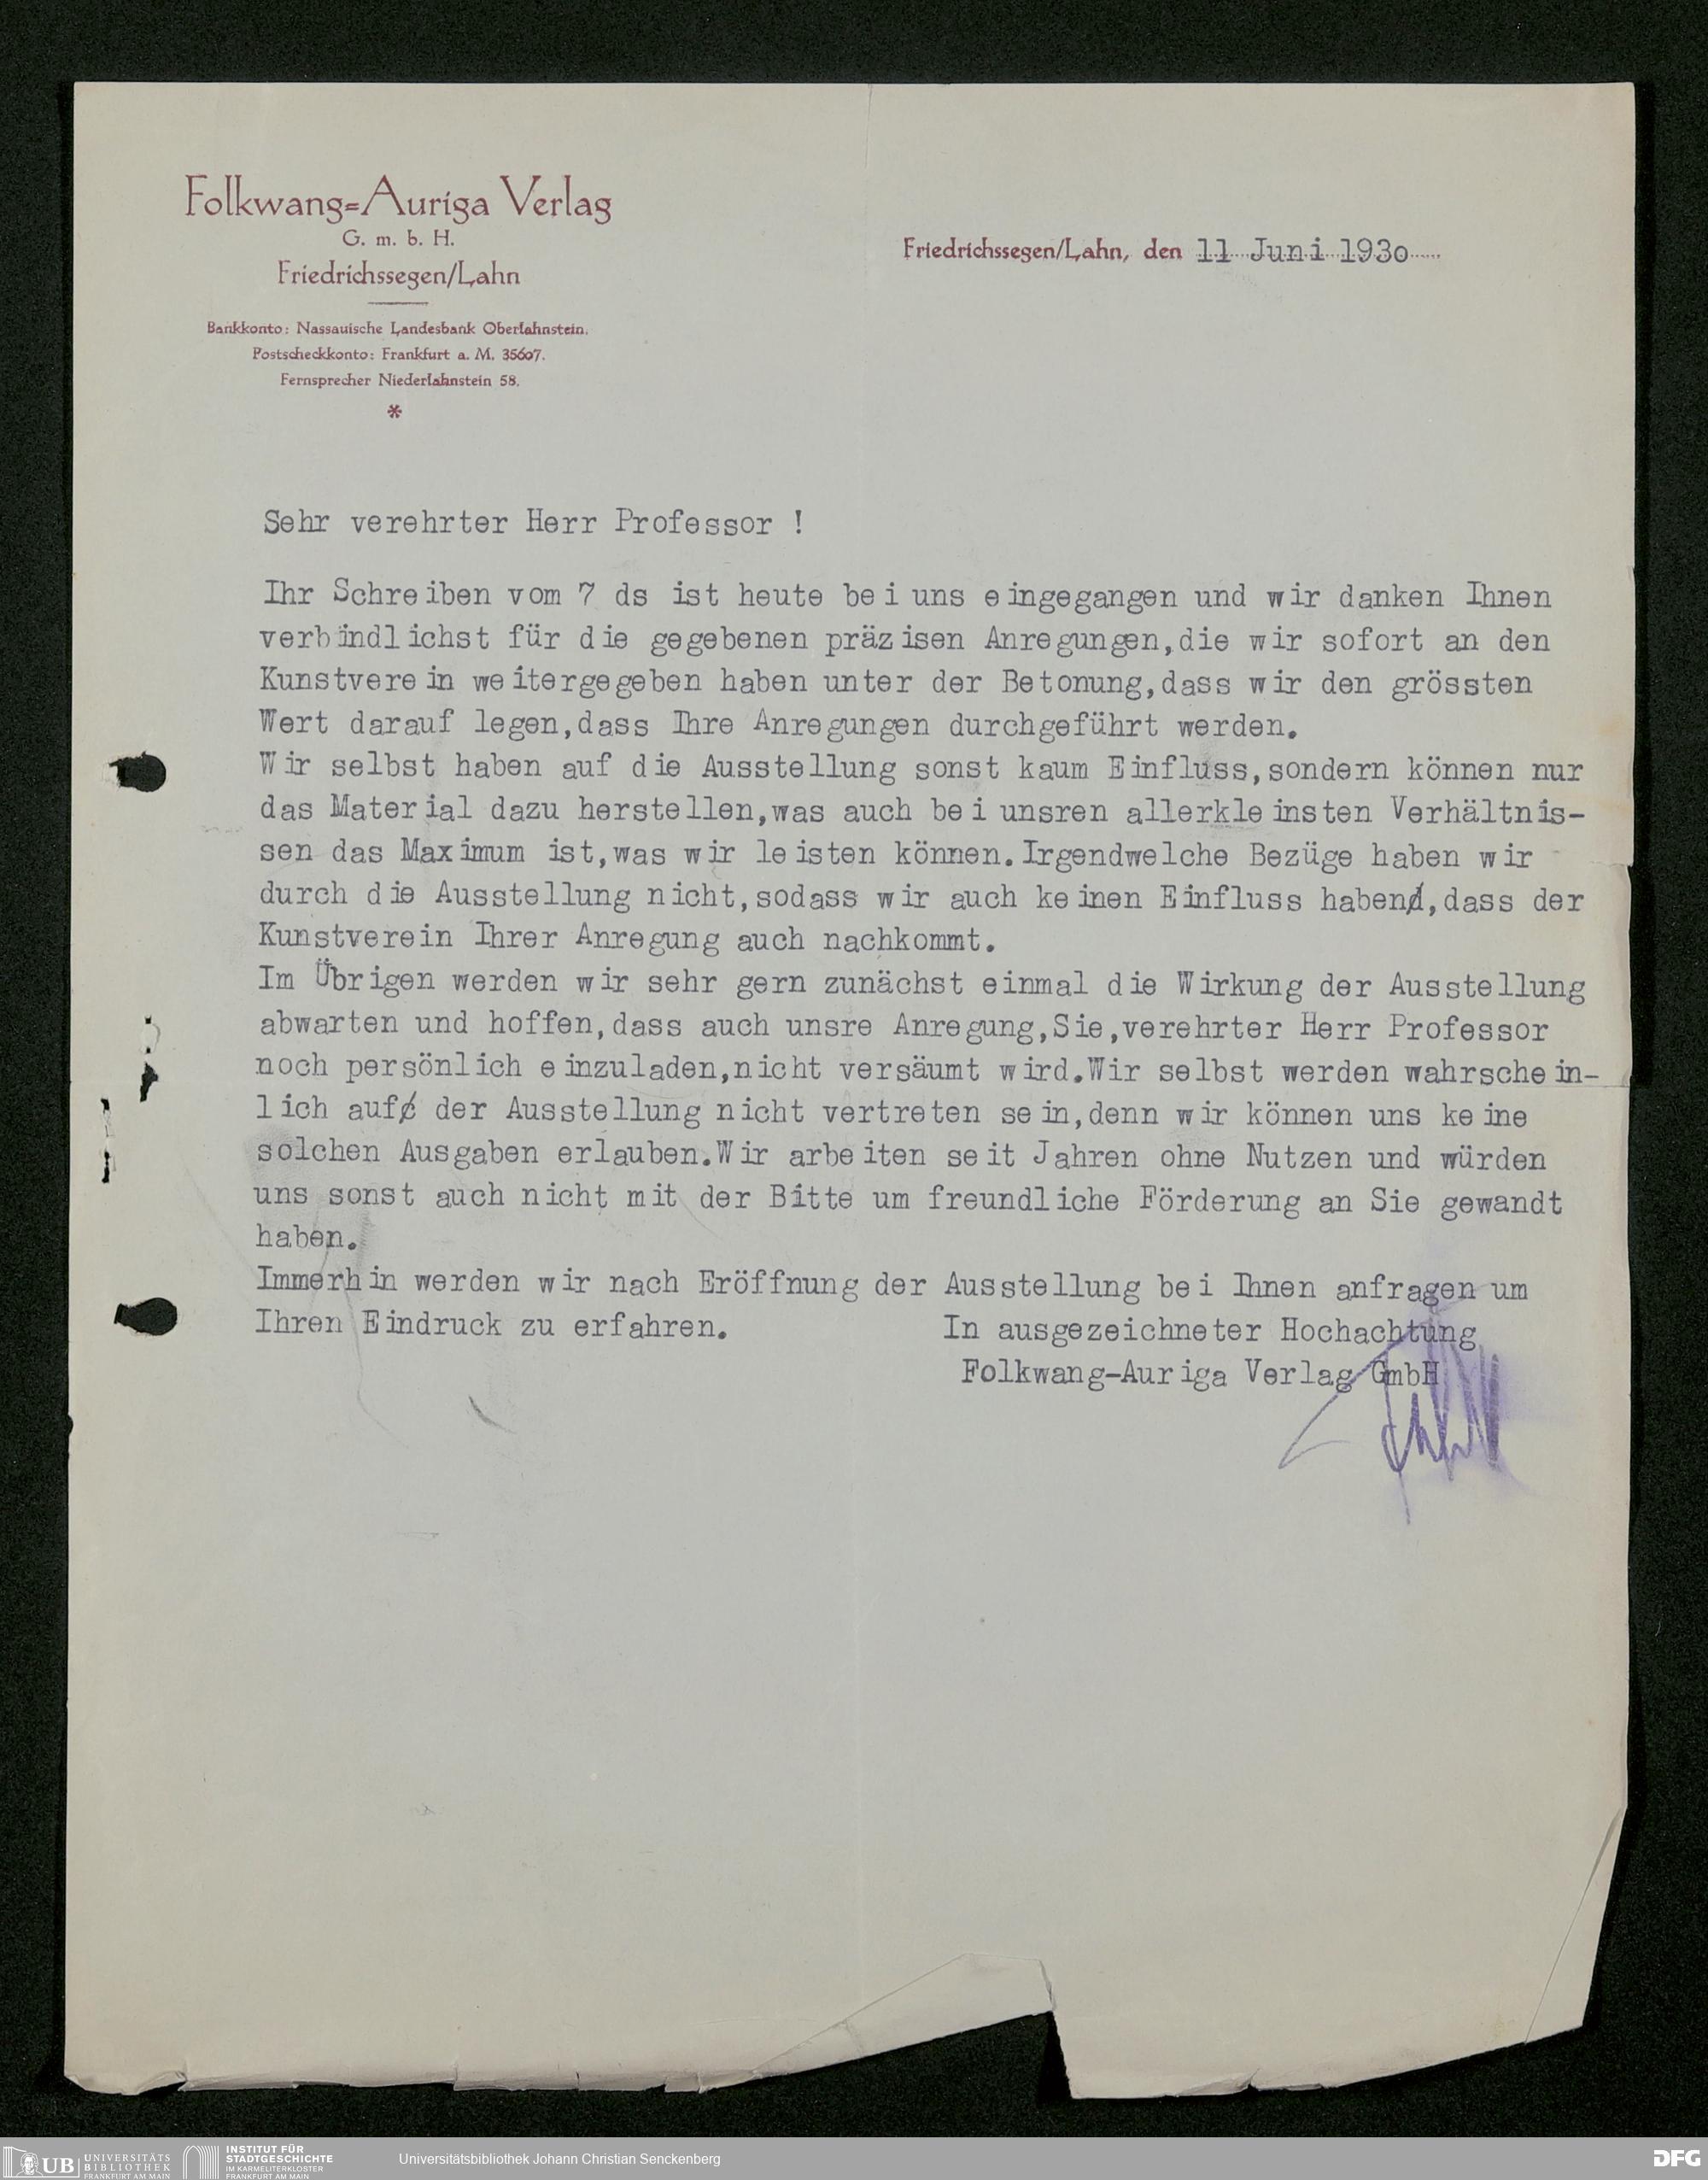 Folkwang=Auriga Verlag
G. m. b. H.
Friedrichssegen/Lahn
Bankkonto: Nassauische Landesbank Oberlahnstein.
Postscheckkonto: Frankfurt a. M. 35607.
Fernsprecher Niederlahnstein 58.
*
Friedrichssegen/Lahn, den 11 Juni 193o
Sehr verehrter Herr Professor !
Ihr Schreiben vom 7 ds ist heute bei uns eingegangen und wir danken Ihnen
verbindlichst für die gegebenen präzisen Anregungen,die wir sofort an den
Kunstverein weitergegeben haben unter der Betonung,dass wir den grössten
Wert darauf legen,dass Ihre Anregungen durchgeführt werden.
Wir selbst haben auf die Ausstellung sonst kaum Einfluss,sondern können nur
das Material dazu herstellen,was auch bei unsren allerkleinsten Verhältnis-
sen das Maximum ist,was wir leisten können.Irgendwelche Bezüge haben wir
durch die Ausstellung nicht,sodass wir auch keinen Einfluss haben,dass der
Kunstverein Ihrer Anregung auch nachkommt.
Im Übrigen werden wir sehr gern zunächst einmal die Wirkung der Ausstellung
abwarten und hoffen,dass auch unsre Anregung,Sie,verehrter Herr Professor
noch persönlich einzuladen,nicht versäumt wird.Wir selbst werden wahrschein-
lich auf der Ausstellung nicht vertreten sein,denn wir können uns keine
solchen Ausgaben erlauben.Wir arbeiten seit Jahren ohne Nutzen und würden
uns sonst auch nicht mit der Bitte um freundliche Förderung an Sie gewandt
haben.
Immerhin werden wir nach Eröffnung der Ausstellung bei Ihnen anfragen um
Ihren Eindruck zu erfahren.
In ausgezeichneter Hochachtung
Folkwang-Auriga Verlag GmbH
UB UNIVERSITÄTS BIBLIOTHEK FRANKFURT AM MAIN
INSTITUT FÜR STADTGESCHICHTE IM KARMELITERKLOSTER FRANKFURT AM MAIN
Universitätsbibliothek Johann Christian Senckenberg
DFG